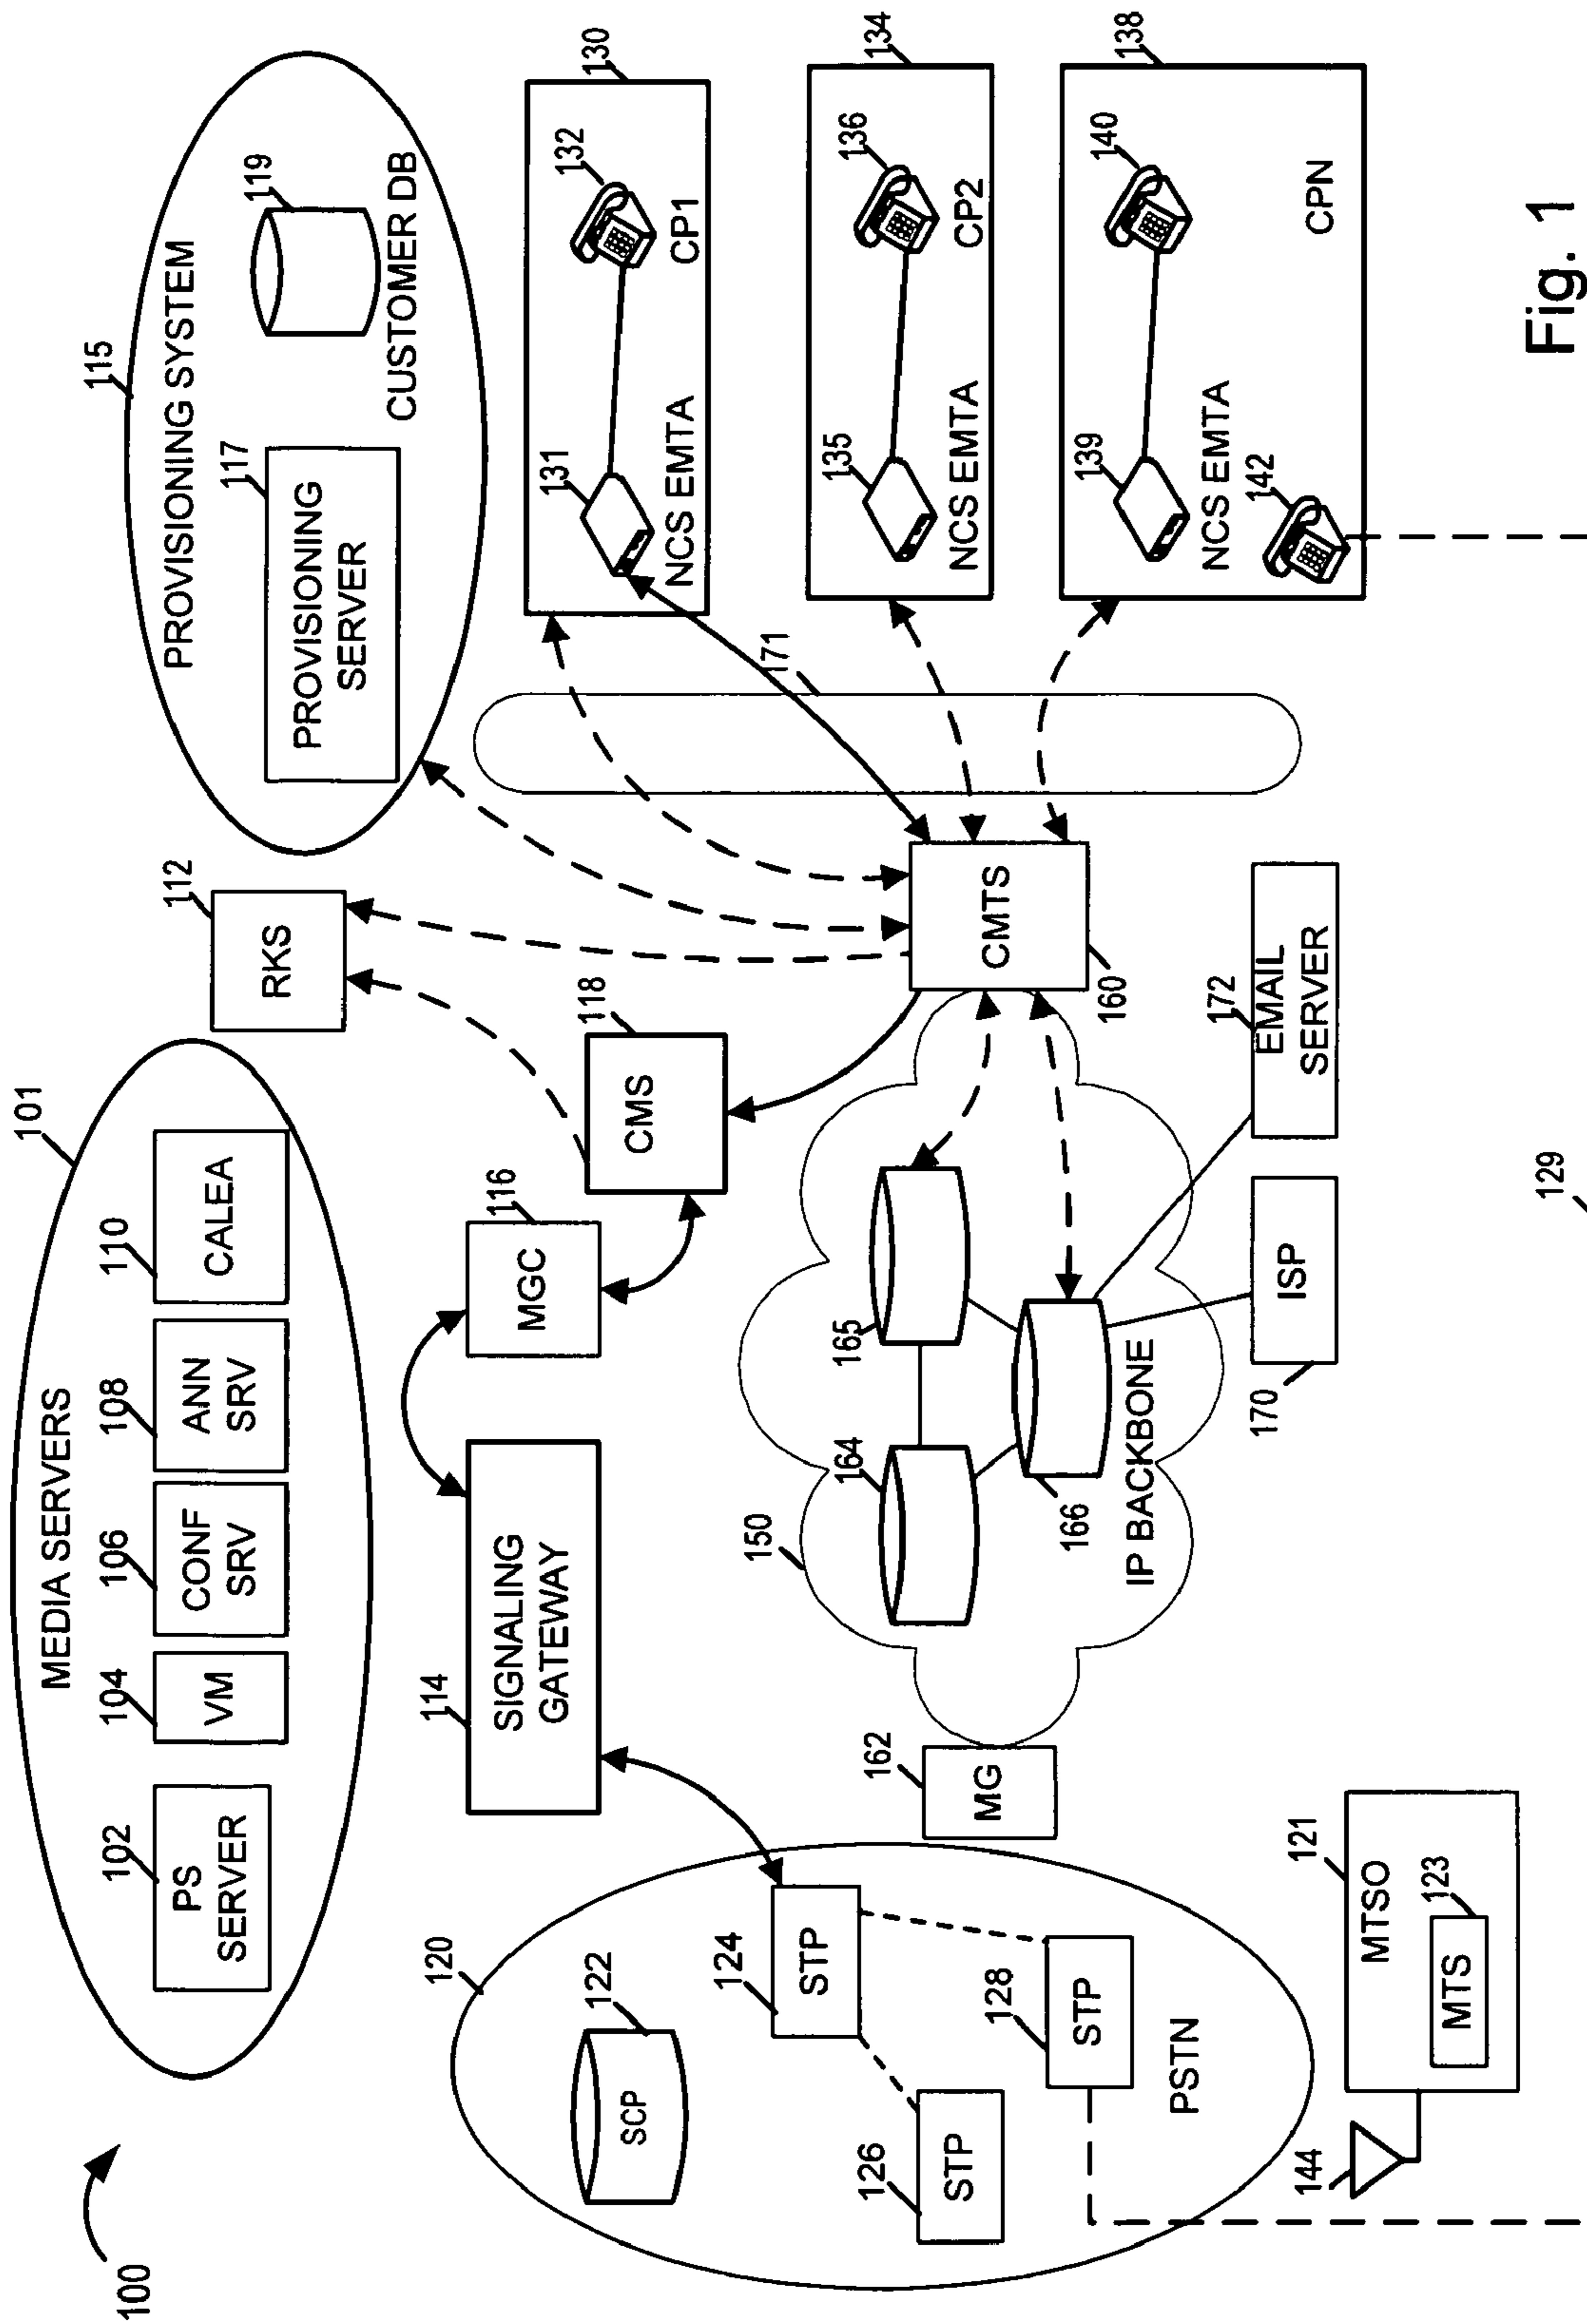 100
101
MEDIA SERVERS
102
PS
SERVER
104
VM
106
CONF
SRV
108
ANN
SRV
110
CALEA
112
RKS
115
PROVISIONING SYSTEM
117
PROVISIONING
SERVER
119
CUSTOMER DB
114
SIGNALING
GATEWAY
116
MGC
118
CMS
130
131
132
NCS EMTA
CP1
134
135
136
NCS EMTA
CP2
138
139
140
NCS EMTA
142
CPN
171
CMTS
160
120
122
SCP
124
STP
126
STP
128
STP
PSTN
162
MG
150
164
165
166
IP BACKBONE
170
ISP
172
EMAIL
SERVER
121
MTSO
123
MTS
144
129
Fig. 1